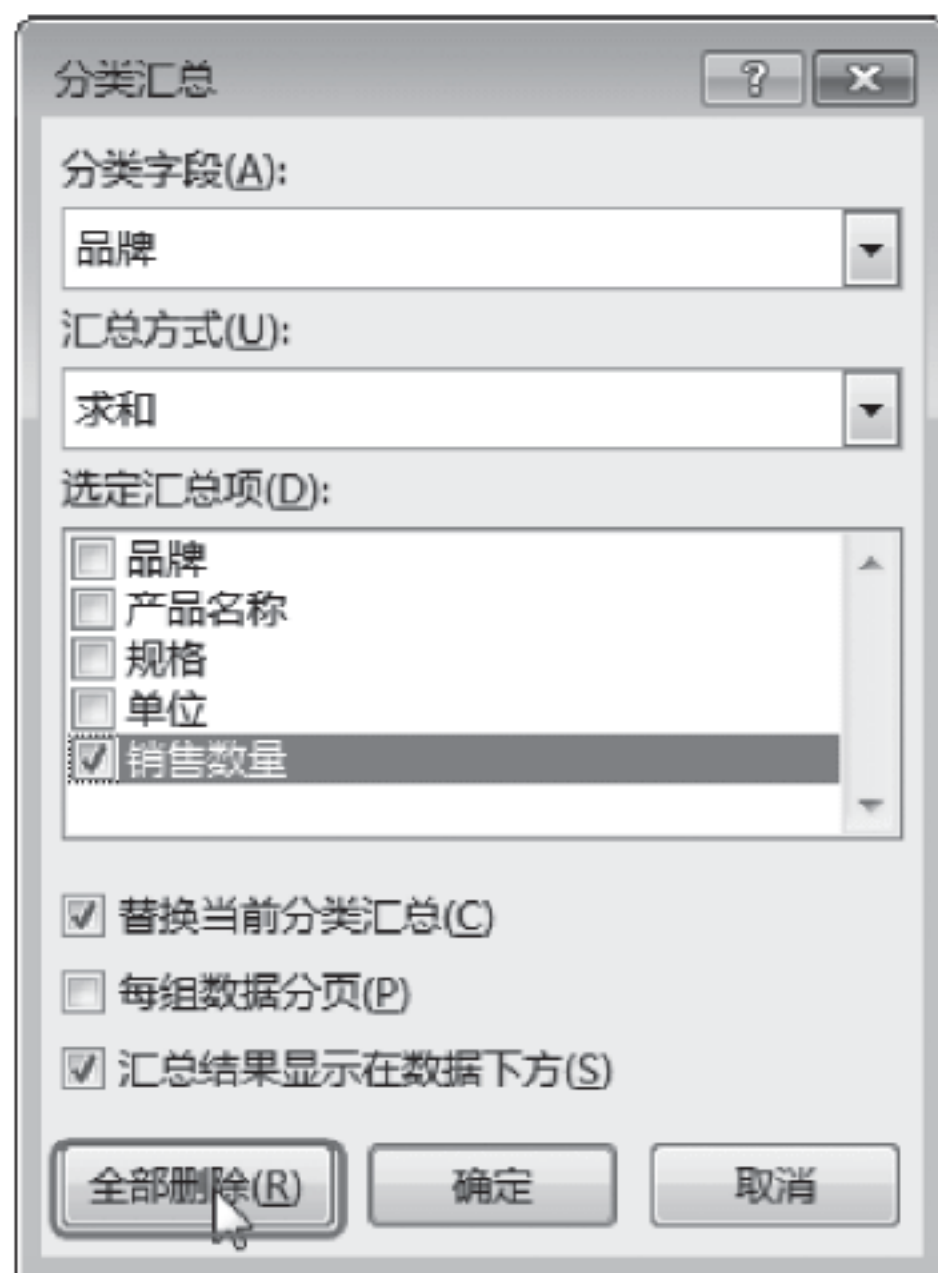 分类汇总
分类字段(A):
品牌
汇总方式(U):
求和
选定汇总项(D):
品牌
产品名称
规格
单位
销售数量
替换当前分类汇总(C)
每组数据分页(P)
汇总结果显示在数据下方(S)
全部删除(R) 确定 取消